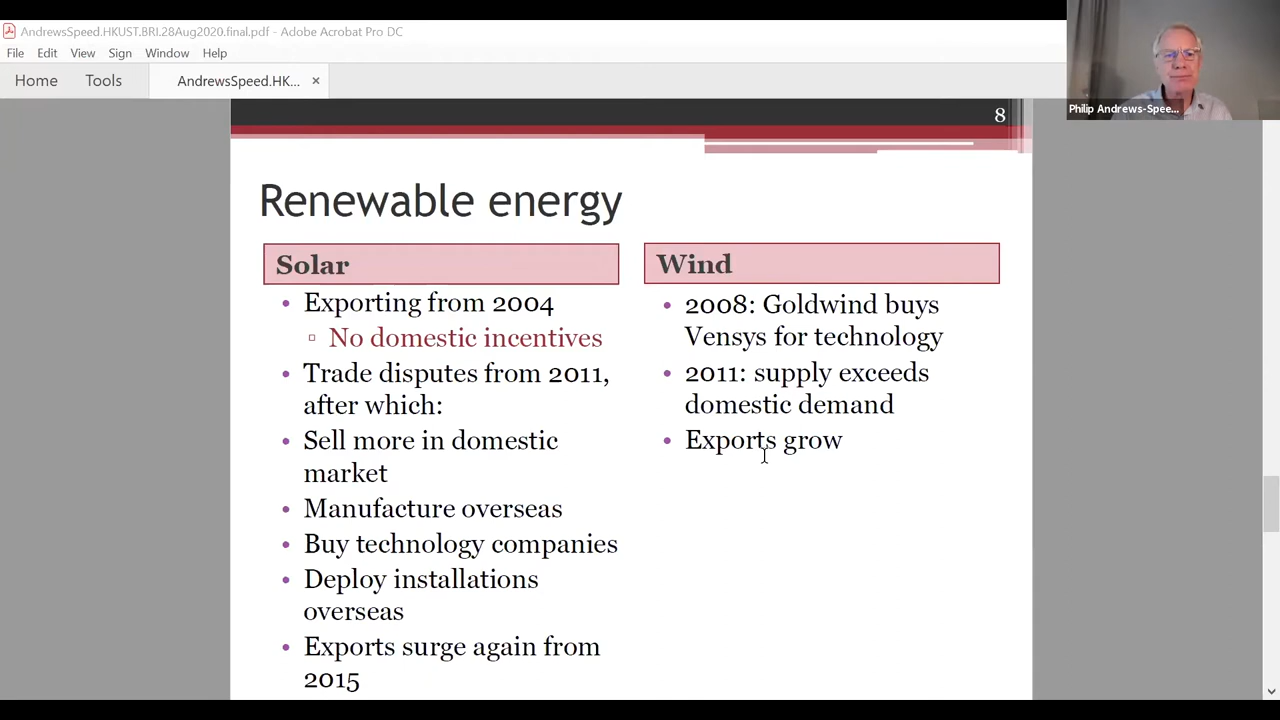 AndrewsSpeed.HKUST.BRI.28Aug2020.final.pdf - Adobe Acrobat Pro DC
File Edit View Sign Window Help
Home Tools AndrewsSpeed.HK... ×
Philip Andrews-Spee...
8
Renewable energy
Solar
• Exporting from 2004
▫ No domestic incentives
• Trade disputes from 2011,
after which:
• Sell more in domestic
market
• Manufacture overseas
• Buy technology companies
• Deploy installations
overseas
• Exports surge again from
2015
Wind
• 2008: Goldwind buys
Vensys for technology
• 2011: supply exceeds
domestic demand
• Exports grow